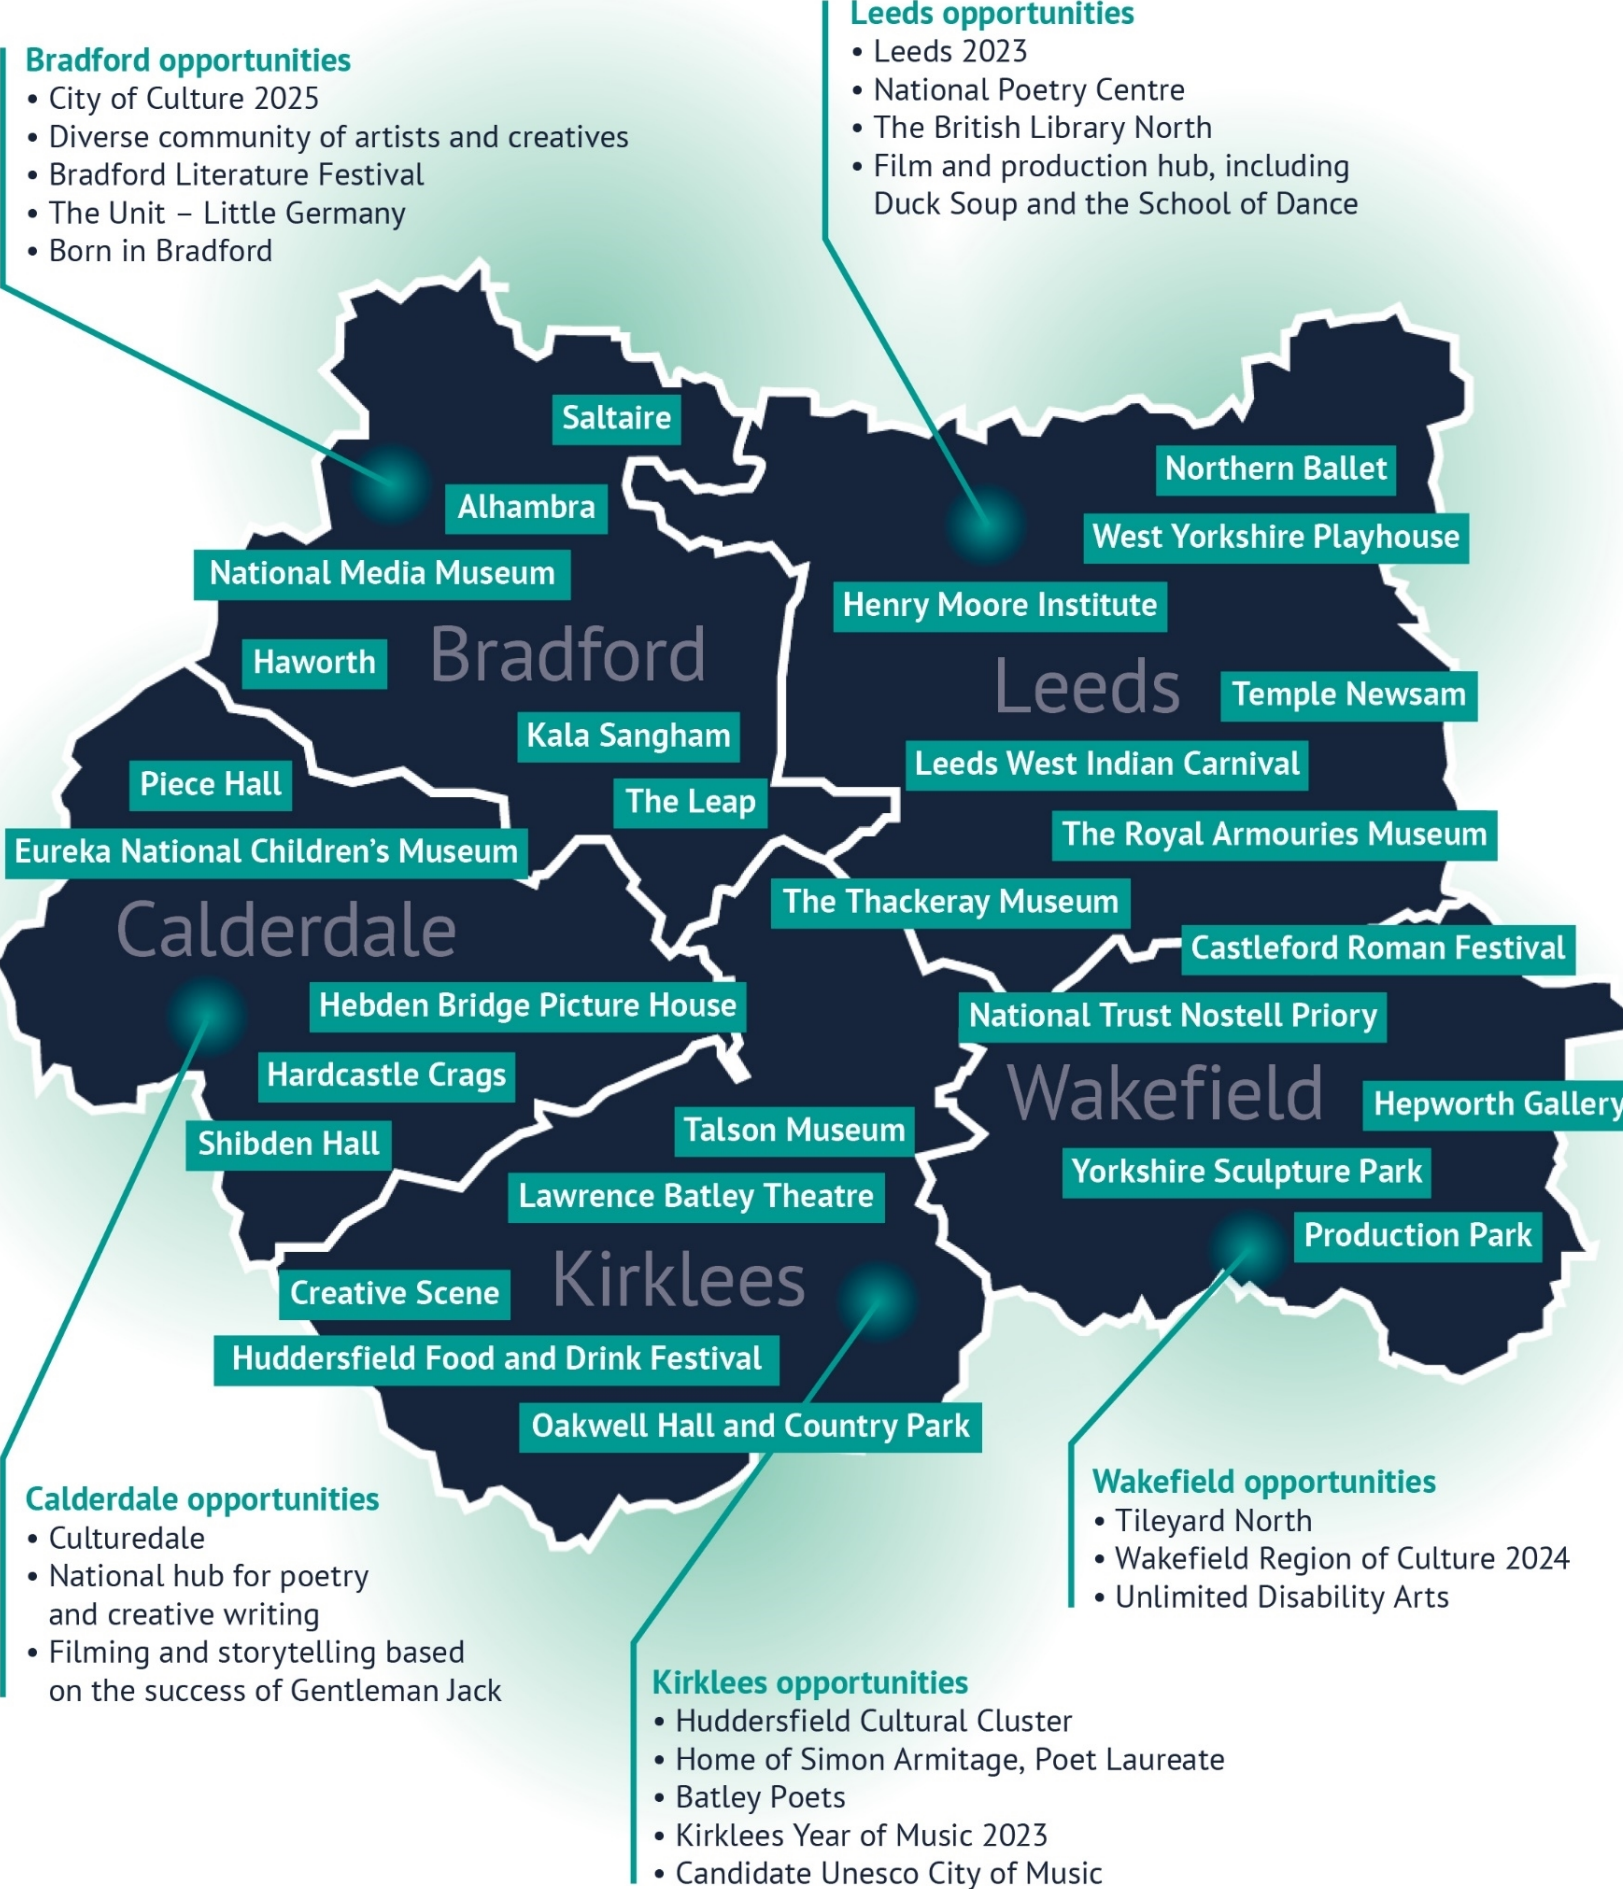 Bradford opportunities
• City of Culture 2025
• Diverse community of artists and creatives
• Bradford Literature Festival
• The Unit – Little Germany
• Born in Bradford
Leeds opportunities
• Leeds 2023
• National Poetry Centre
• The British Library North
• Film and production hub, including
Duck Soup and the School of Dance
Saltaire
Alhambra
National Media Museum
Haworth
Bradford
Kala Sangham
The Leap
Northern Ballet
West Yorkshire Playhouse
Henry Moore Institute
Leeds
Temple Newsam
Leeds West Indian Carnival
The Royal Armouries Museum
The Thackeray Museum
Piece Hall
Eureka National Children’s Museum
Calderdale
Hebden Bridge Picture House
Hardcastle Crags
Shibden Hall
Castleford Roman Festival
National Trust Nostell Priory
Wakefield
Hepworth Gallery
Yorkshire Sculpture Park
Production Park
Talson Museum
Lawrence Batley Theatre
Kirklees
Creative Scene
Huddersfield Food and Drink Festival
Oakwell Hall and Country Park
Calderdale opportunities
• Culturedale
• National hub for poetry
and creative writing
• Filming and storytelling based
on the success of Gentleman Jack
Wakefield opportunities
• Tileyard North
• Wakefield Region of Culture 2024
• Unlimited Disability Arts
Kirklees opportunities
• Huddersfield Cultural Cluster
• Home of Simon Armitage, Poet Laureate
• Batley Poets
• Kirklees Year of Music 2023
• Candidate Unesco City of Music